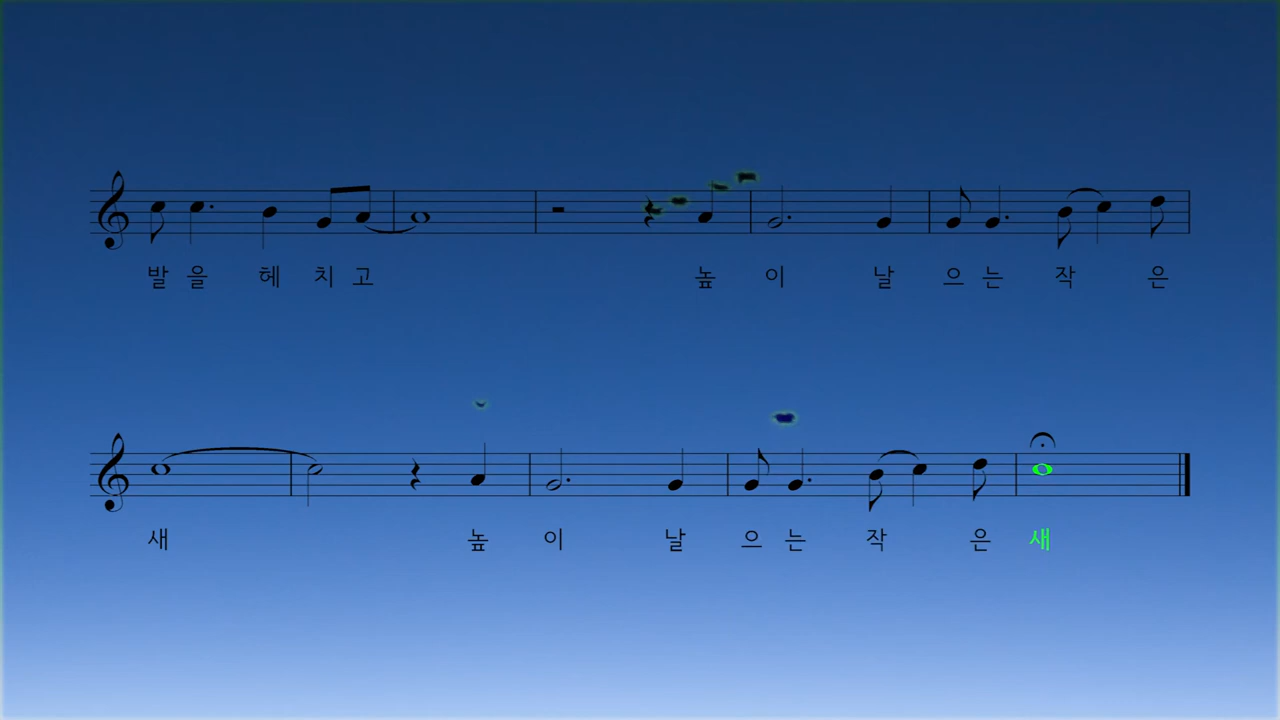 발을 헤치고 높이 날으는 작은
새 높이 날으는 작은 새